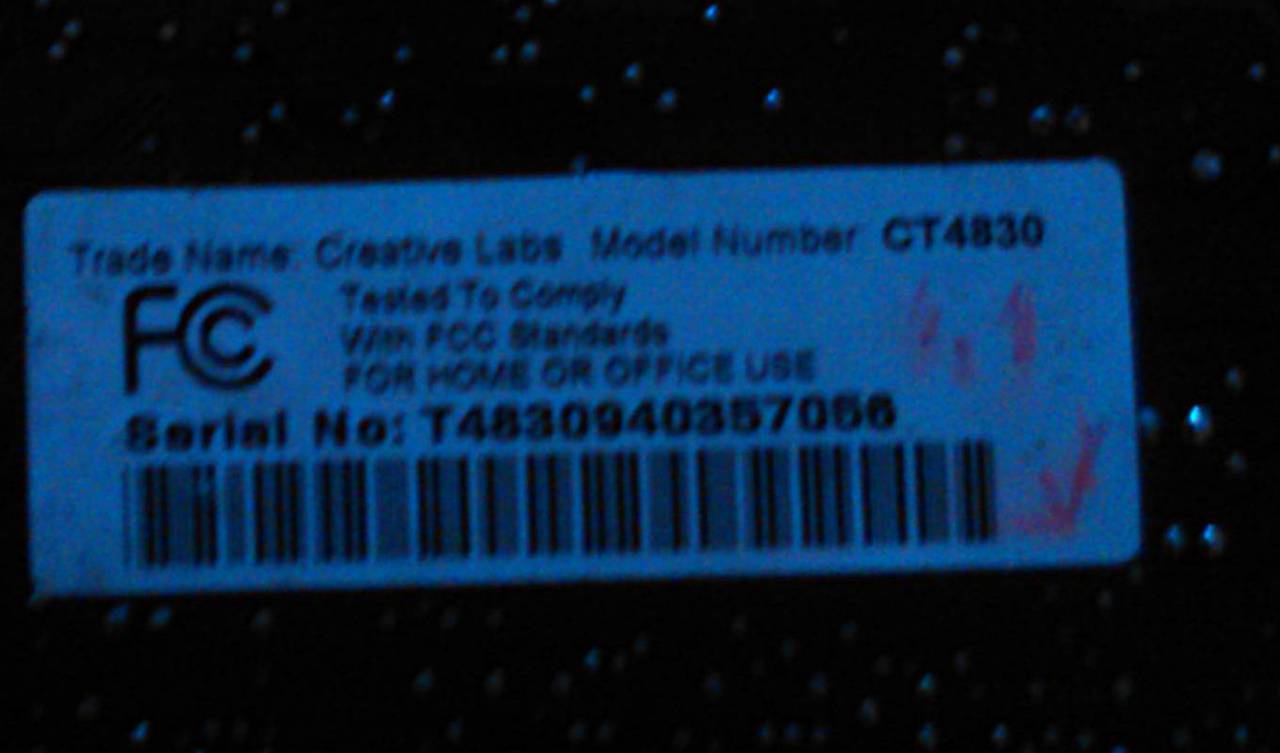 Trade Name: Creative Labs Model Number CT4830
FC
Tested To Comply
With FCC Standards
FOR HOME OR OFFICE USE
Serial No: T4830940357056